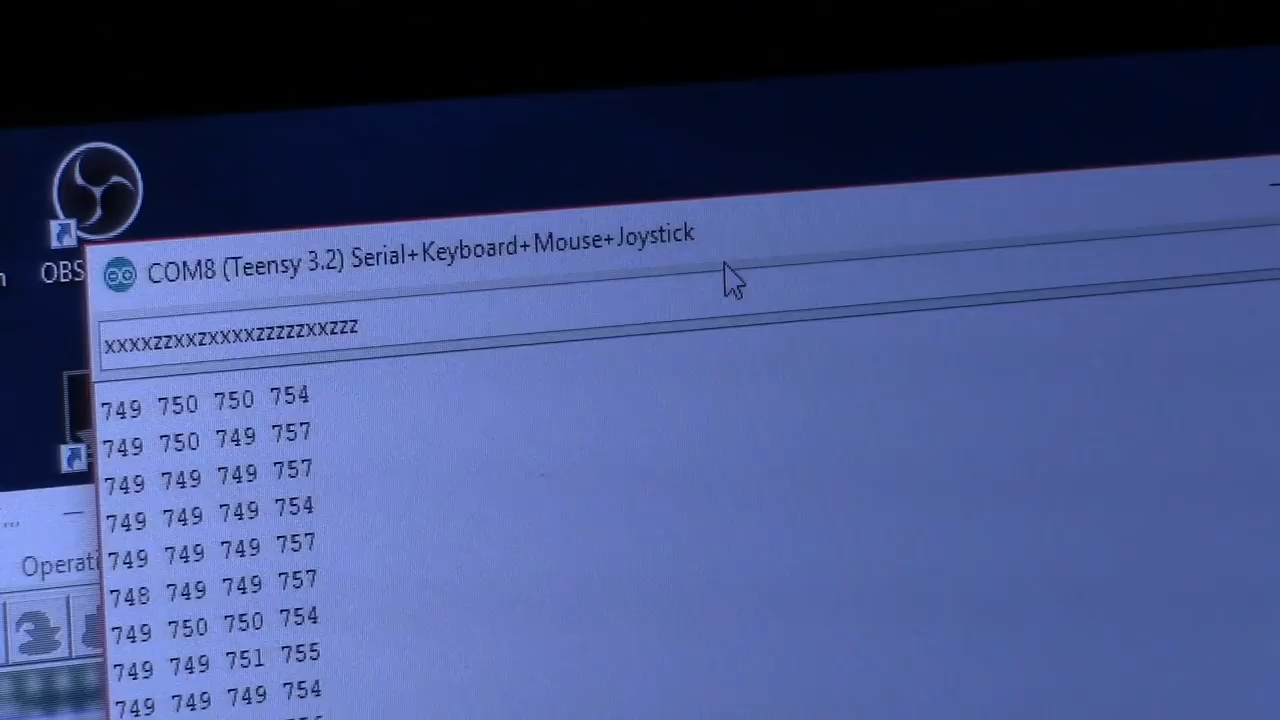 OBS
COM8 (Teensy 3.2) Serial+Keyboard+Mouse+Joystick
xxxxzzxxzxxxxzzzzzxxzzz
749 750 750 754
749 750 749 757
749 749 749 757
749 749 749 754
749 749 749 757
748 749 749 757
749 750 750 754
749 749 751 755
749 749 749 754
...
Operati